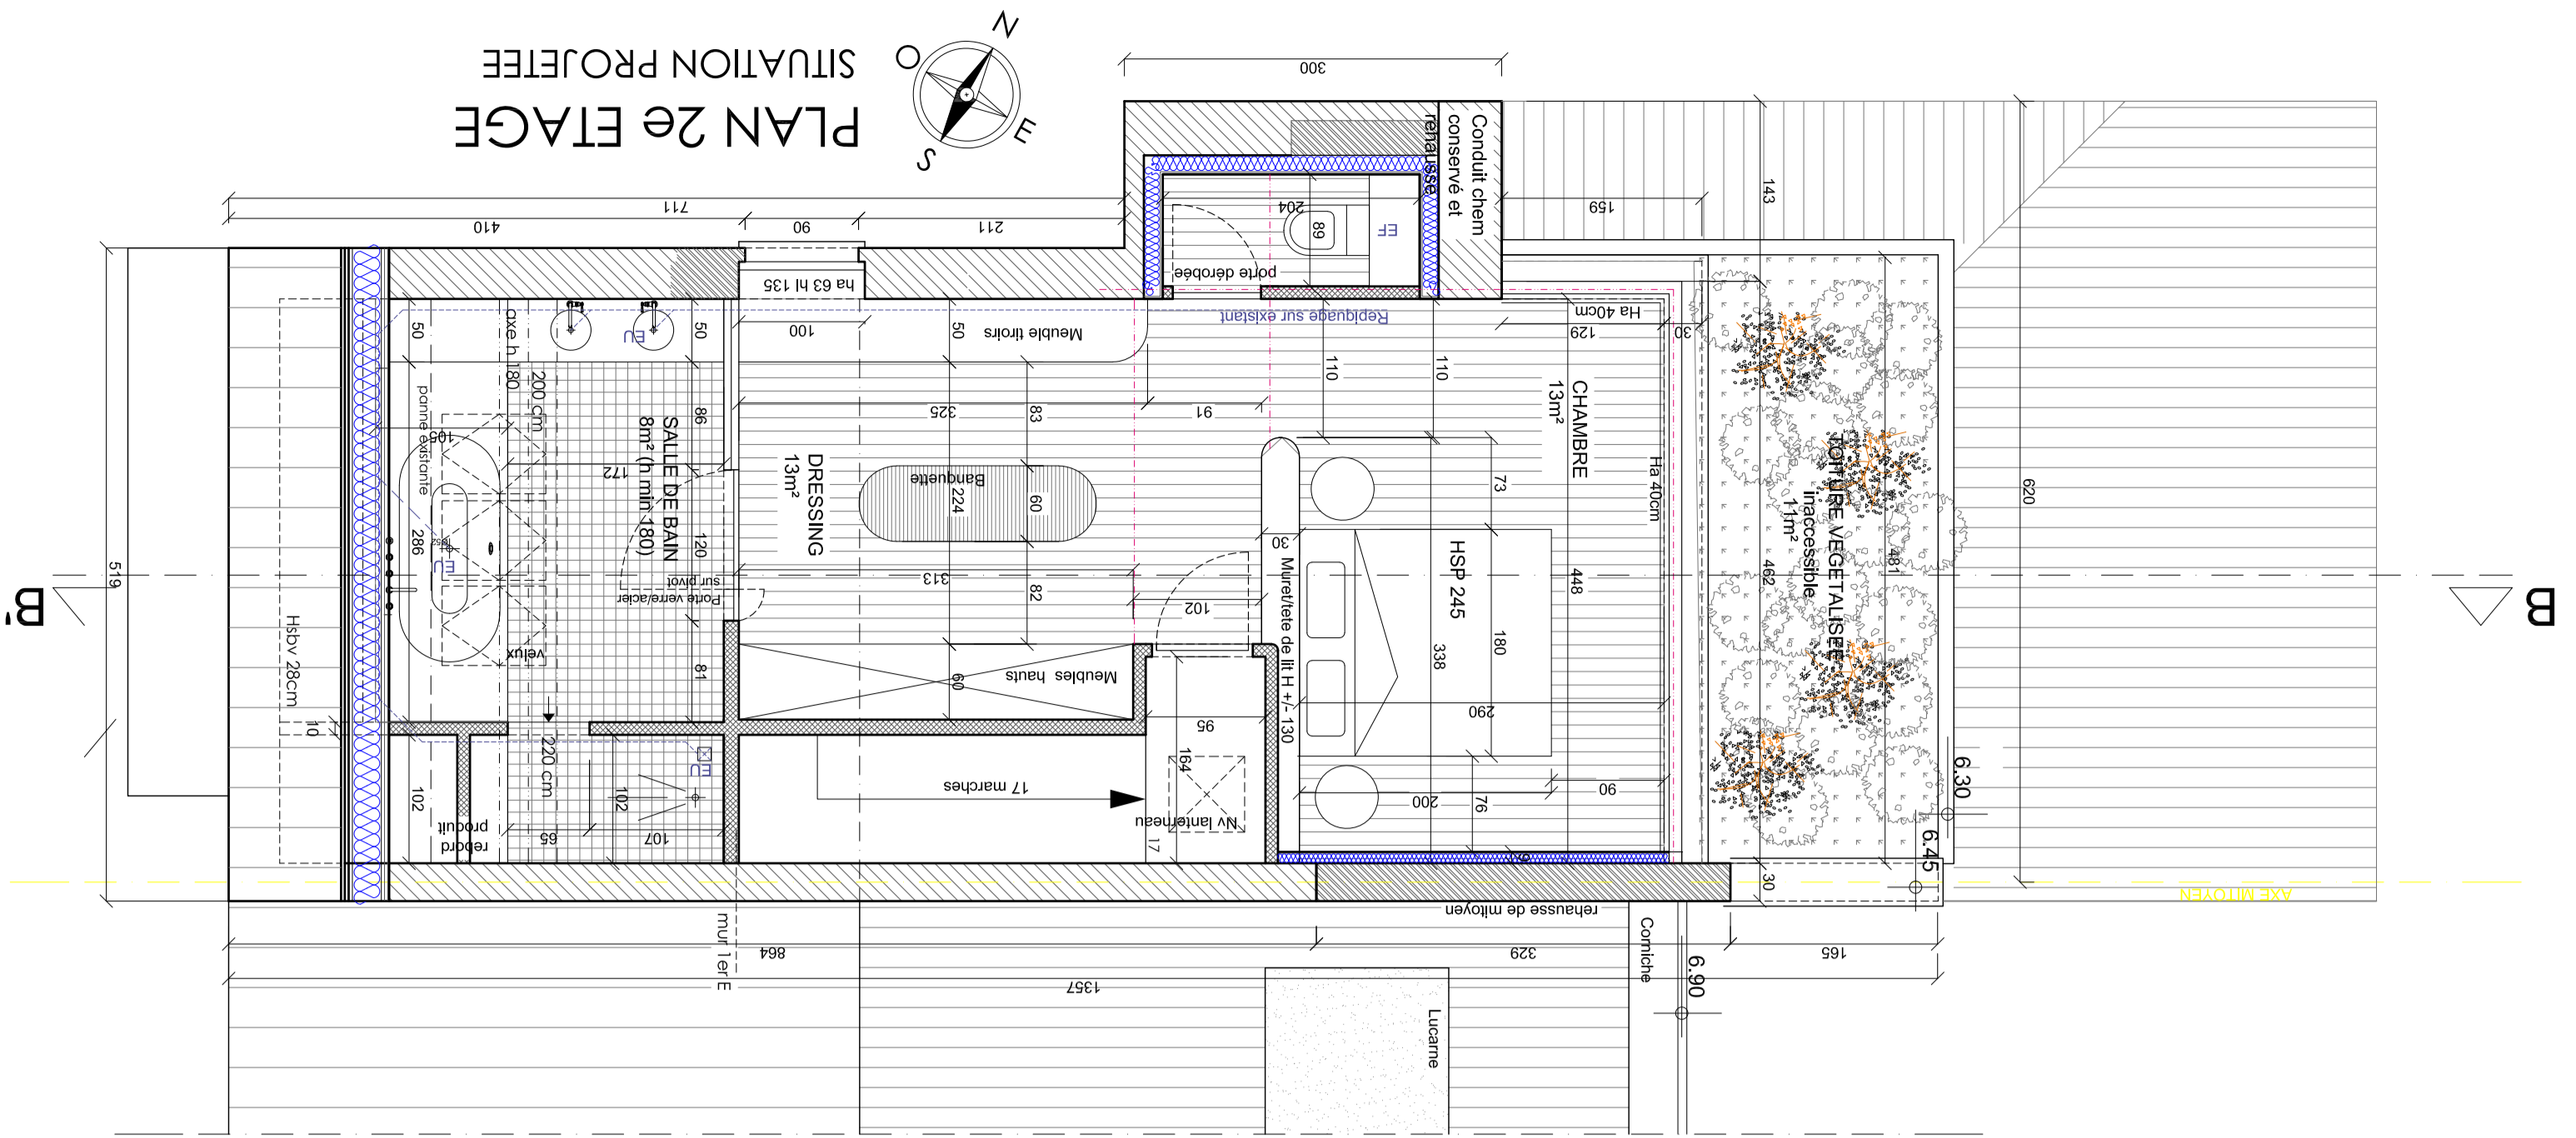 PLAN 2e ETAGE
SITUATION PROJETEE
N
O
E
S
300
711
410
90
211
143
159
620
Conduit chem
conservé et
rehaussé
204
89
EF
porte dérobée
ha 63 hl 135
100
50
Meuble tiroirs
Repiquage sur existant
Ha 40cm
129
30
50
axe h 180
EU
50
200 cm
panne existante
105
86
172
SALLE DE BAIN
8m² (h min 180)
325
83
91
110
110
CHAMBRE
13m²
DRESSING
13m²
Banquette
224
60
73
Ha 40cm
TOITURE VEGETALISEE
inaccessible
11m²
481
462
286
EU
120
Porte verre/acier
sur pivot
313
82
102
30
Muret/tete de lit H +/- 130
HSP 245
180
338
448
B'
B
519
Hsbv 28cm
velux
81
Meubles hauts
60
290
10
220 cm
EU
95
164
17 marches
Nv lanterneau
17
200
76
90
102
102
rebord
produit
65
107
9
6.30
6.45
30
AXE MITOYEN
rehausse de mitoyen
mur 1erE
864
329
165
Corniche
6.90
1357
Lucarne